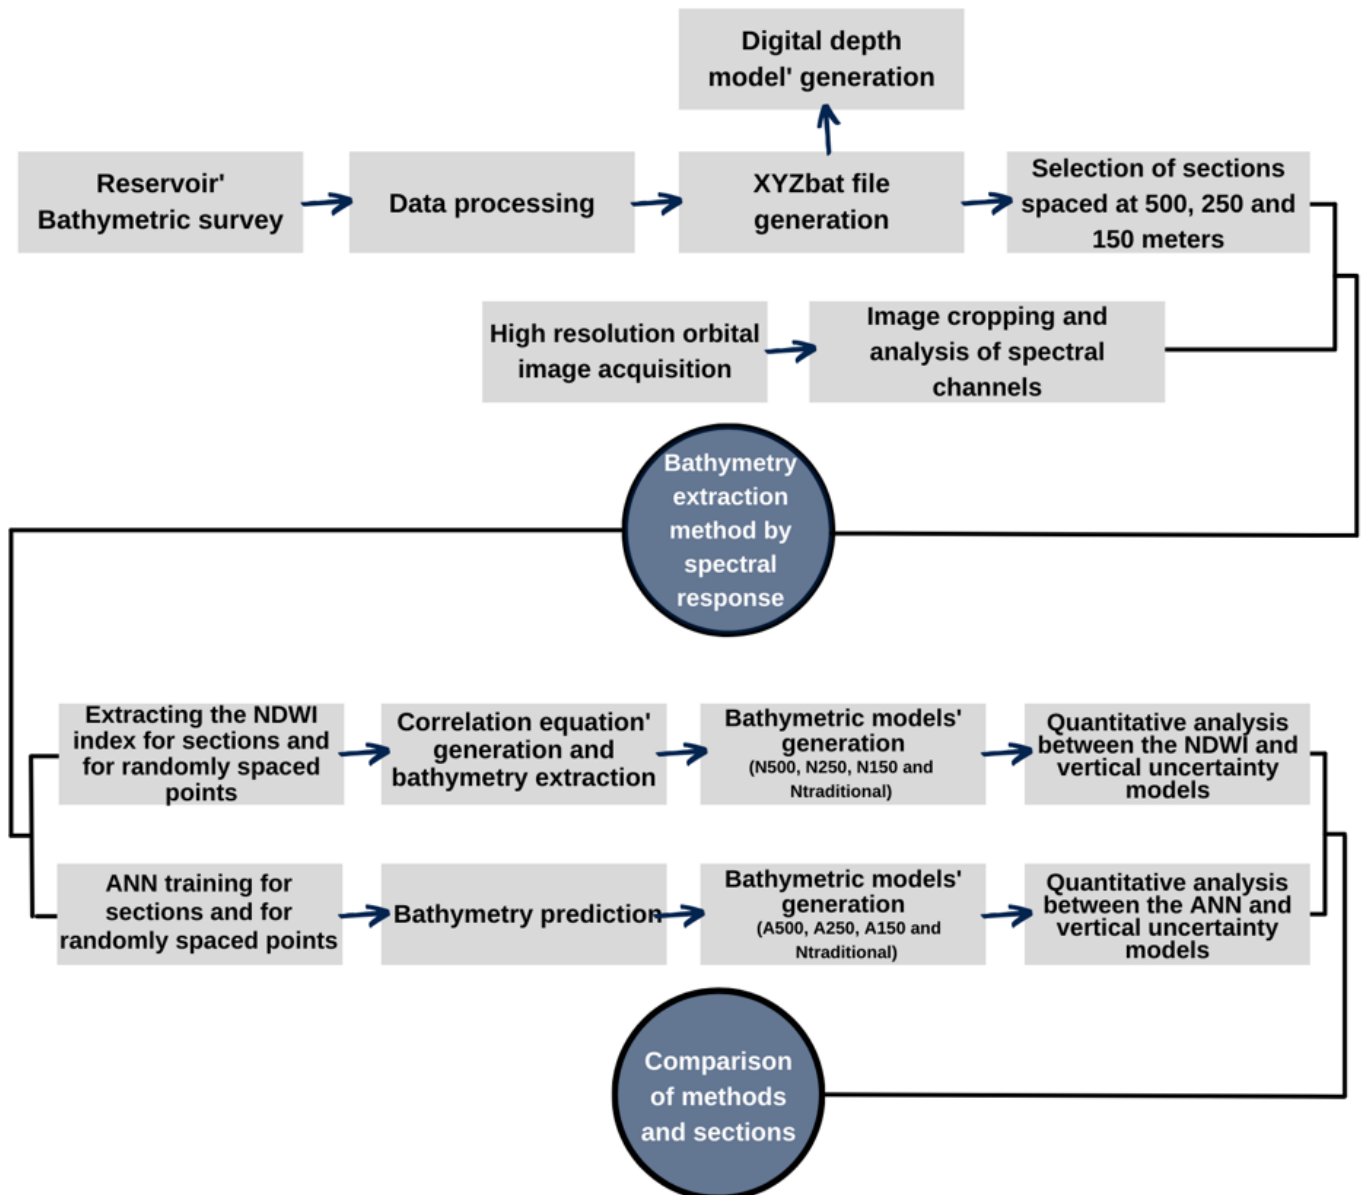 Digital depth
model' generation
Reservoir'
Bathymetric survey
Data processing
XYZbat file
generation
Selection of sections
spaced at 500, 250 and
150 meters
High resolution orbital
image acquisition
Image cropping and
analysis of spectral
channels
Bathymetry
extraction
method by
spectral
response
Extracting the NDWI
index for sections and
for randomly spaced
points
Correlation equation'
generation and
bathymetry extraction
Bathymetric models'
generation
(N500, N250, N150 and
Ntraditional)
Quantitative analysis
between the NDWI and
vertical uncertainty
models
ANN training for
sections and for
randomly spaced points
Bathymetry prediction
Bathymetric models'
generation
(A500, A250, A150 and
Ntraditional)
Quantitative analysis
between the ANN and
vertical uncertainty
models
Comparison
of methods
and sections